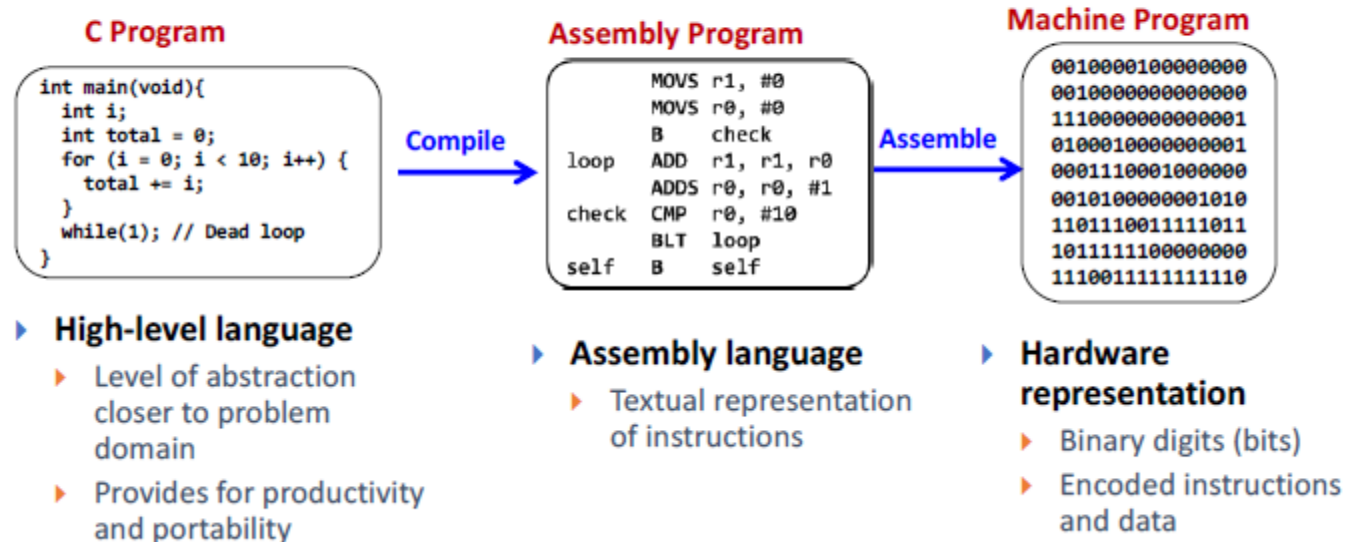 C Program
int main(void){
int i;
int total = 0;
for (i = 0; i < 10; i++) {
total += i;
}
while(1); // Dead loop
}
Compile
Assembly Program
MOVS r1, #0
MOVS r0, #0
B check
loop ADD r1, r1, r0
ADDS r0, r0, #1
check CMP r0, #10
BLT loop
self B self
Assemble
Machine Program
0010000100000000
0010000000000000
1110000000000001
0100010000000001
0001110001000000
0010100000001010
1101110011111011
1011111100000000
1110011111111110
High-level language
Level of abstraction
closer to problem
domain
Provides for productivity
and portability
Assembly language
Textual representation
of instructions
Hardware
representation
Binary digits (bits)
Encoded instructions
and data